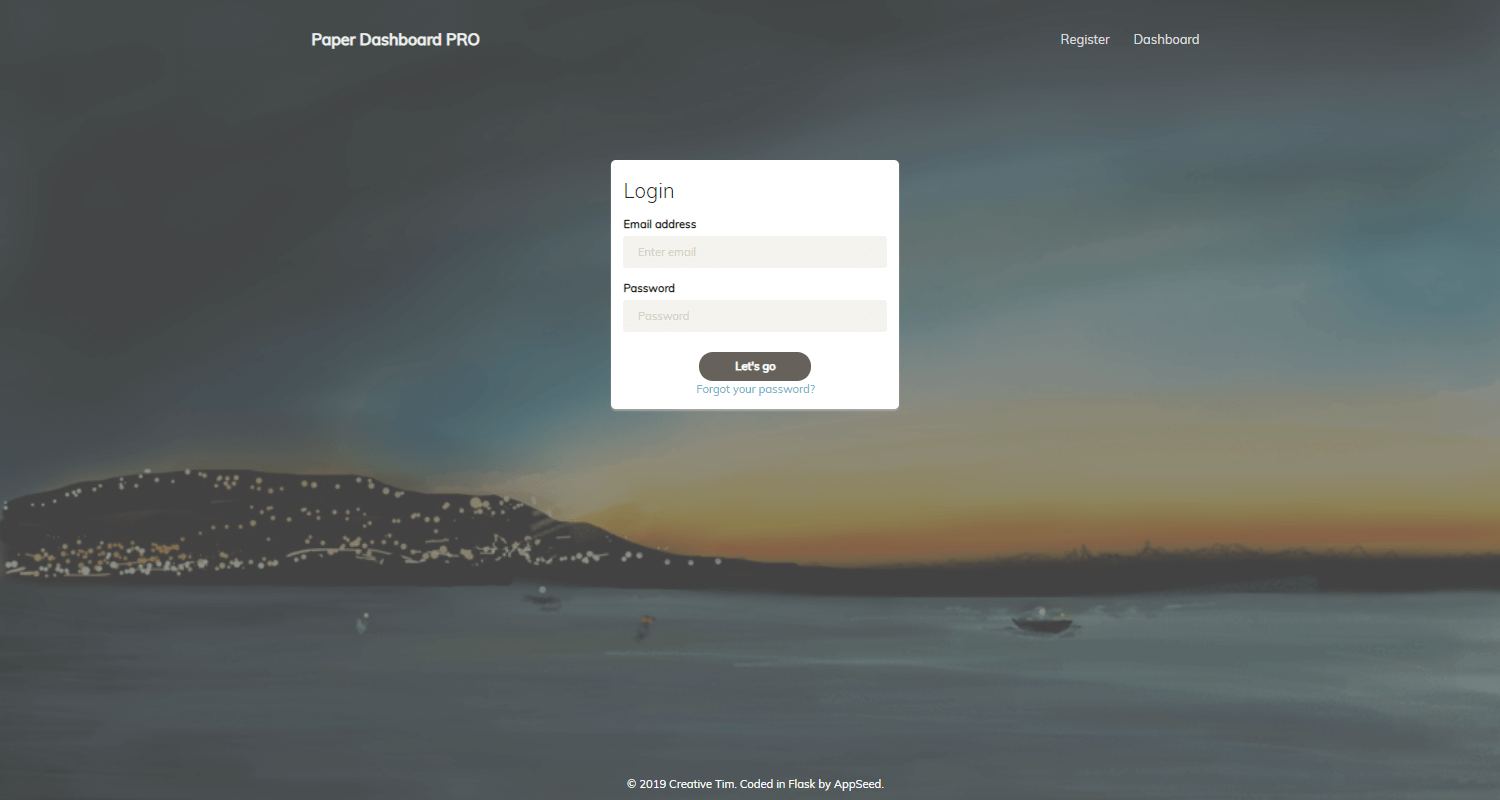 Paper Dashboard PRO
Register Dashboard
Login
Email address
Enter email
Password
Password
Let's go
Forgot your password?
© 2019 Creative Tim. Coded in Flask by AppSeed.